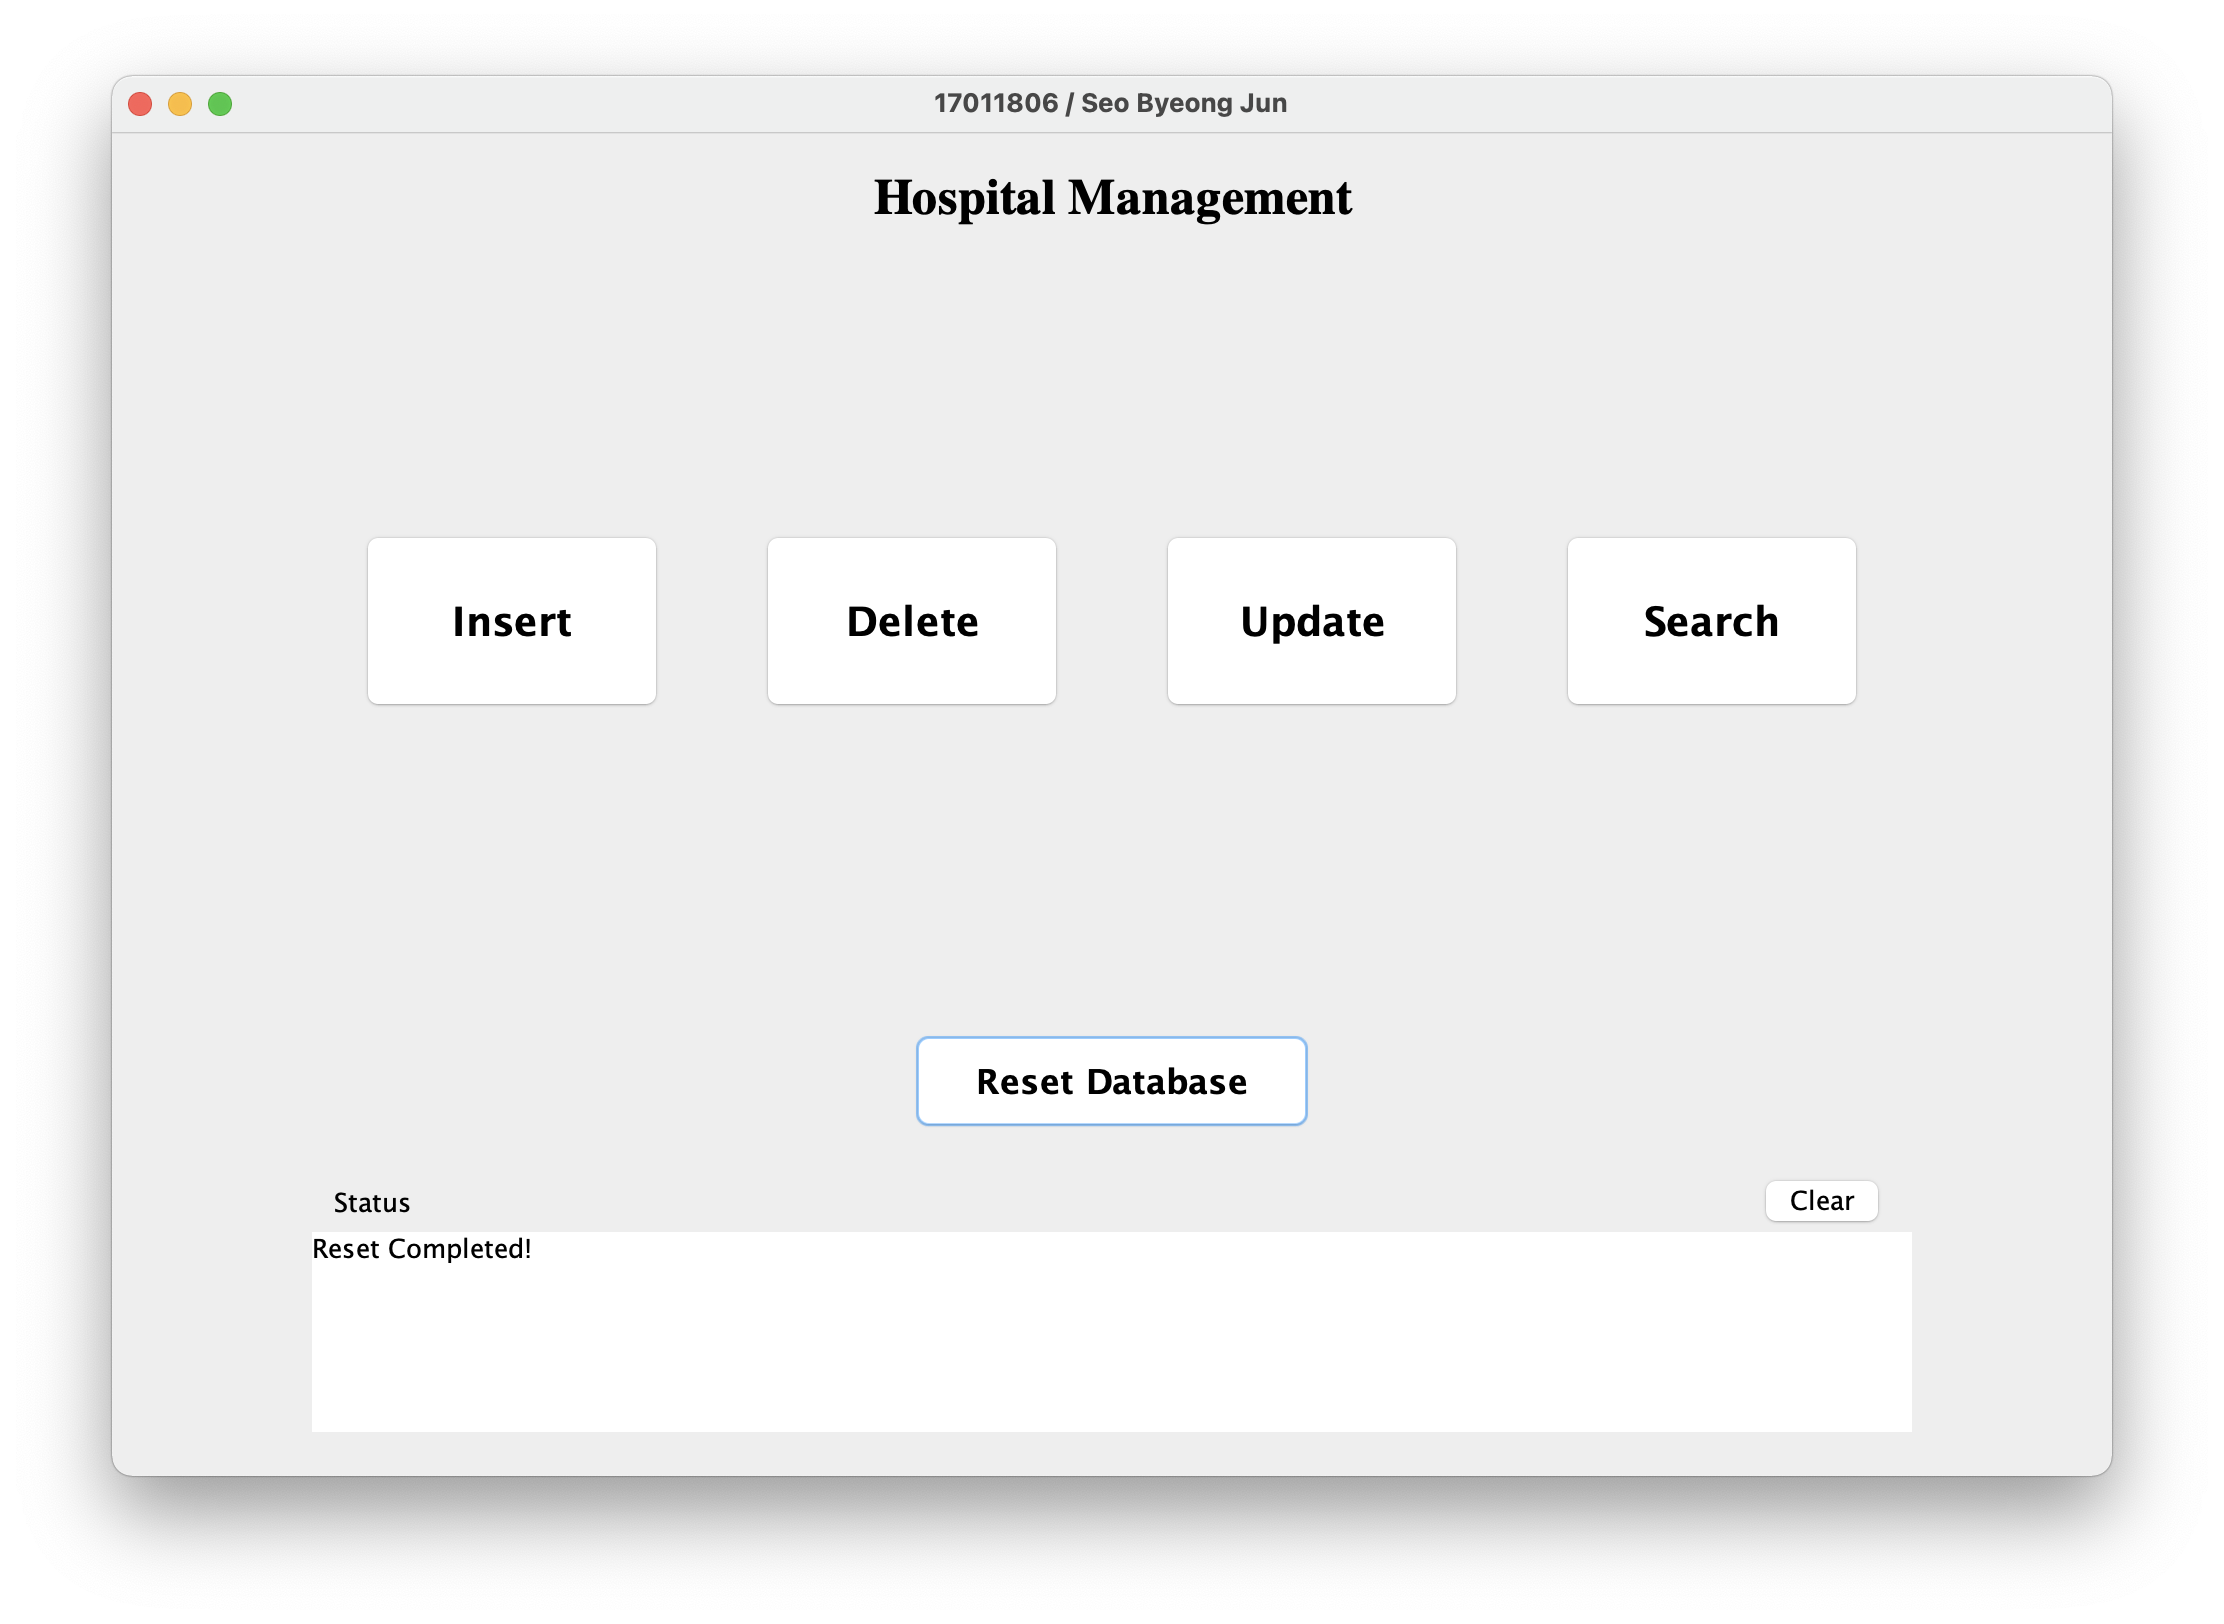 17011806 / Seo Byeong Jun
Hospital Management
Insert
Delete
Update
Search
Reset Database
Status
Clear
Reset Completed!